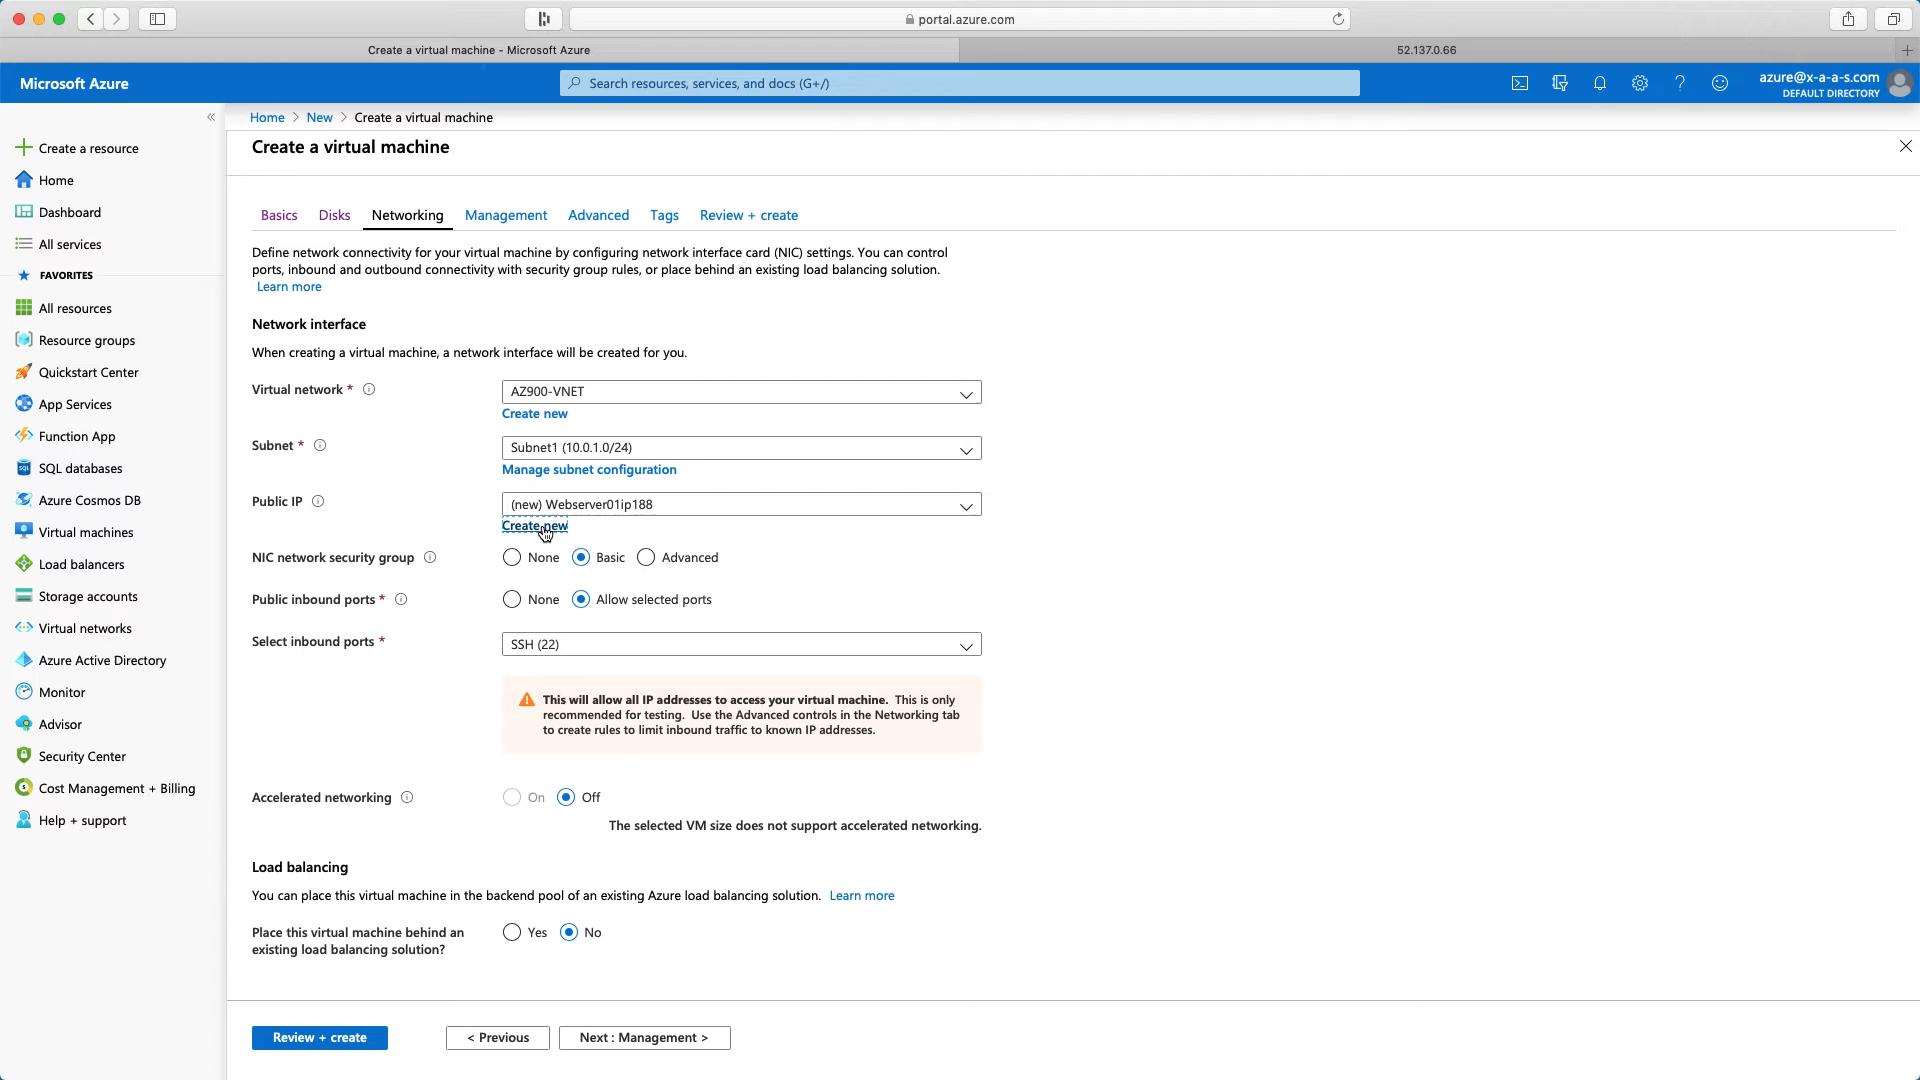 portal.azure.com
Create a virtual machine - Microsoft Azure
52.137.0.66
Microsoft Azure
Search resources, services, and docs (G+/)
azure@x-a-a-s.com
DEFAULT DIRECTORY
Home > New > Create a virtual machine
Create a virtual machine
Create a resource
Home
Dashboard
All services
FAVORITES
All resources
Resource groups
Quickstart Center
App Services
Function App
SQL databases
Azure Cosmos DB
Virtual machines
Load balancers
Storage accounts
Virtual networks
Azure Active Directory
Monitor
Advisor
Security Center
Cost Management + Billing
Help + support
Basics Disks Networking Management Advanced Tags Review + create
Define network connectivity for your virtual machine by configuring network interface card (NIC) settings. You can control
ports, inbound and outbound connectivity with security group rules, or place behind an existing load balancing solution.
Learn more
Network interface
When creating a virtual machine, a network interface will be created for you.
Virtual network *
AZ900-VNET
Create new
Subnet *
Subnet1 (10.0.1.0/24)
Manage subnet configuration
Public IP
(new) Webserver01ip188
Create new
NIC network security group
None Basic Advanced
Public inbound ports *
None Allow selected ports
Select inbound ports *
SSH (22)
This will allow all IP addresses to access your virtual machine. This is only
recommended for testing. Use the Advanced controls in the Networking tab
to create rules to limit inbound traffic to known IP addresses.
Accelerated networking
On Off
The selected VM size does not support accelerated networking.
Load balancing
You can place this virtual machine in the backend pool of an existing Azure load balancing solution. Learn more
Place this virtual machine behind an
existing load balancing solution?
Yes No
Review + create
< Previous
Next : Management >